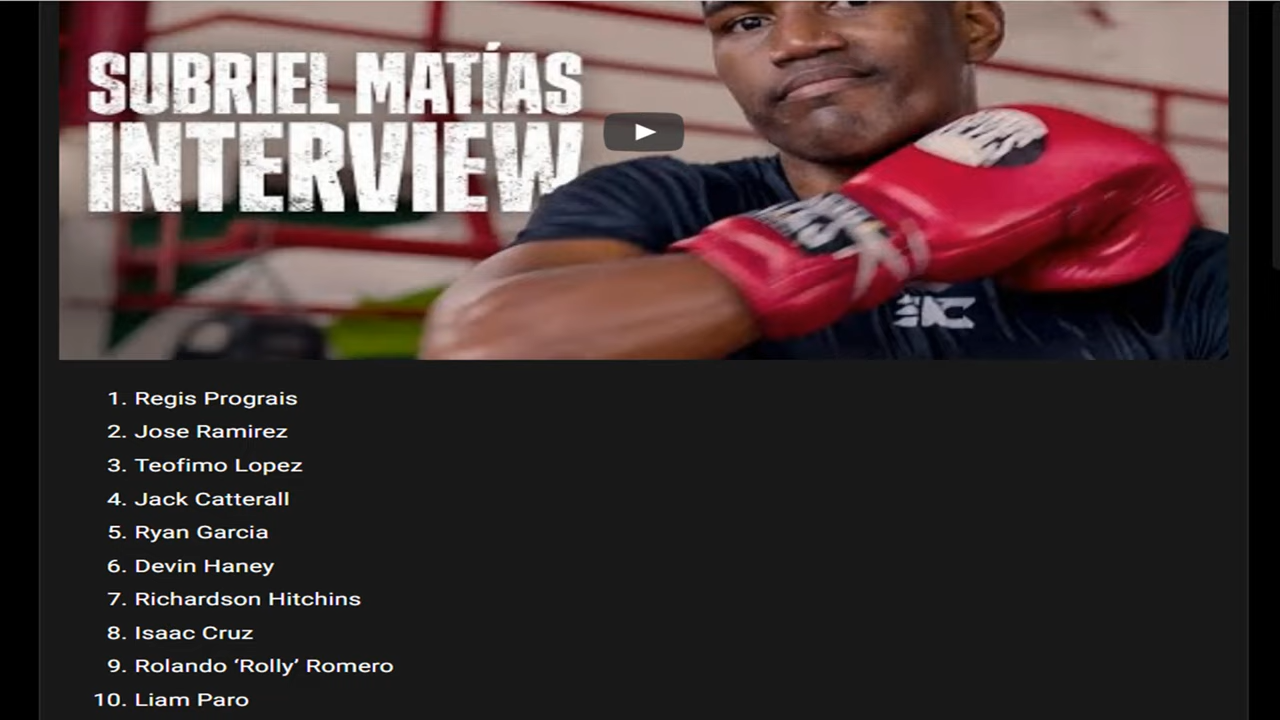 SUBRIEL MATÍAS
INTERVIEW
1. Regis Prograis
2. Jose Ramirez
3. Teofimo Lopez
4. Jack Catterall
5. Ryan Garcia
6. Devin Haney
7. Richardson Hitchins
8. Isaac Cruz
9. Rolando ‘Rolly’ Romero
10. Liam Paro